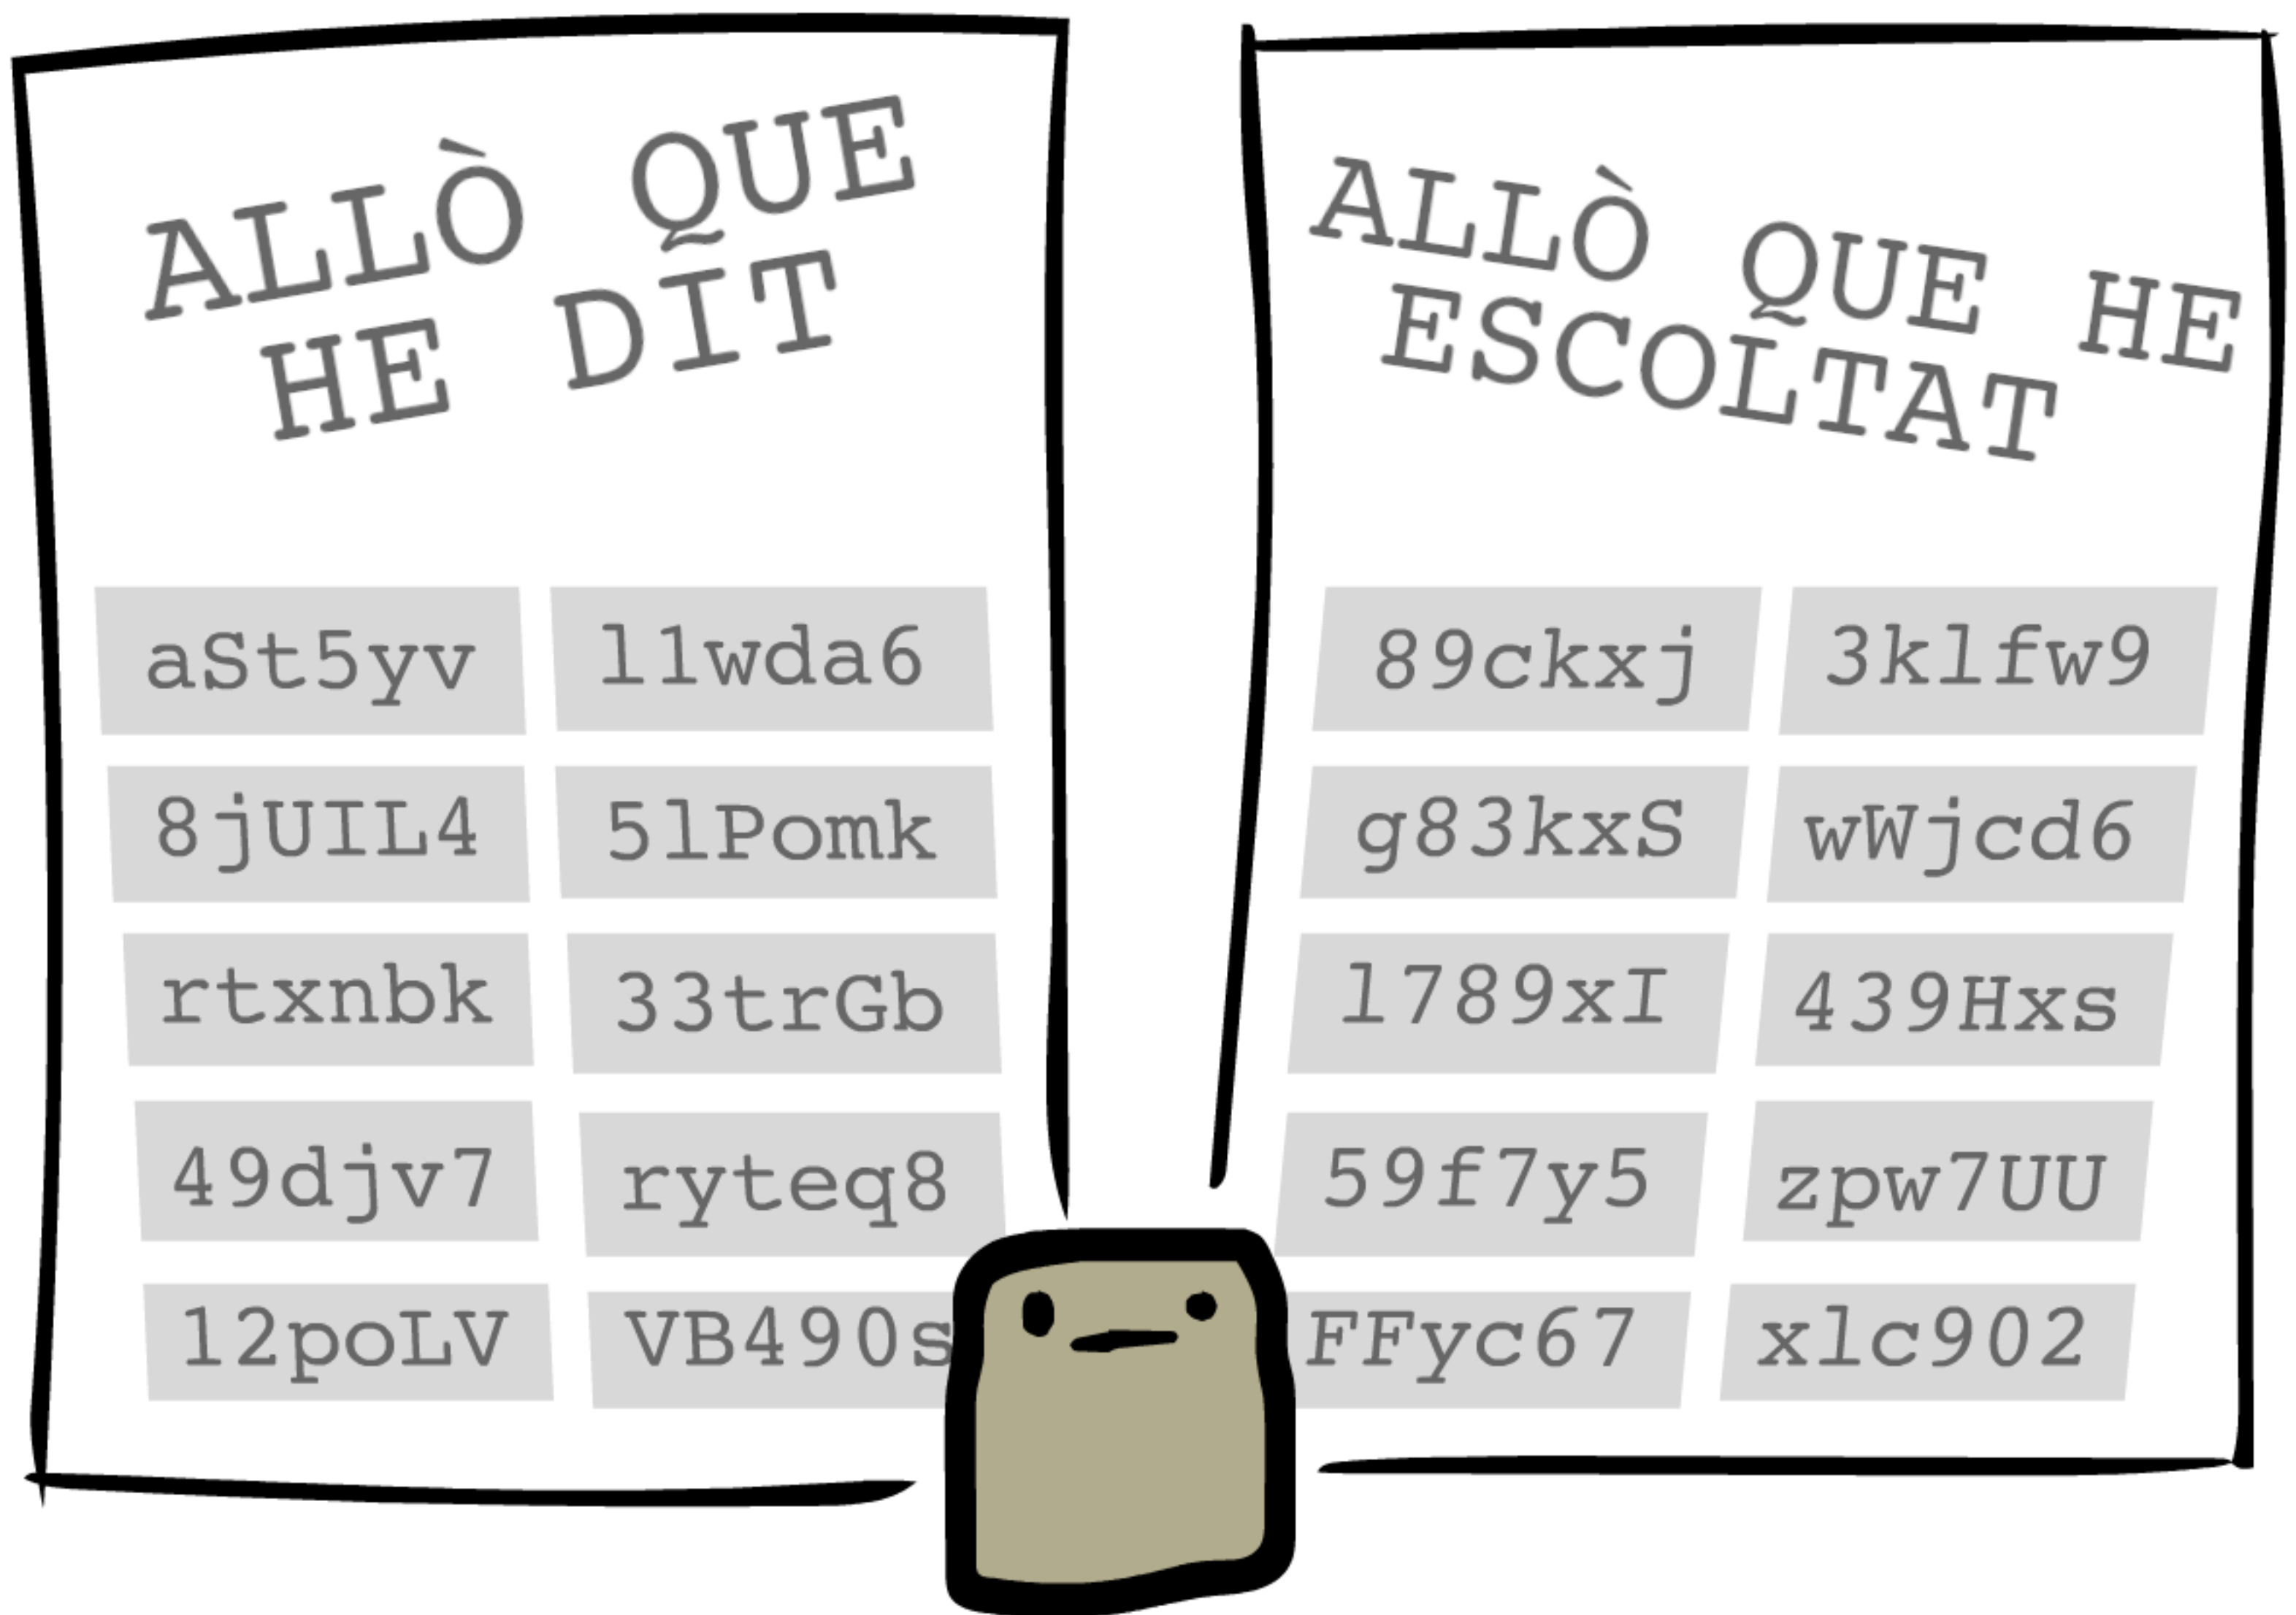 ALLÒ QUE
HE DIT
aSt5yv l1wda6
8jUIL4 5lPomk
rtxnbk 33trGb
49djv7 ryteq8
12poLV VB490s
ALLÒ QUE HE
ESCOLTAT
89ckxj 3klfw9
g83kxS wWjcd6
l789xI 439Hxs
59f7y5 zpw7UU
FFyc67 xlc902